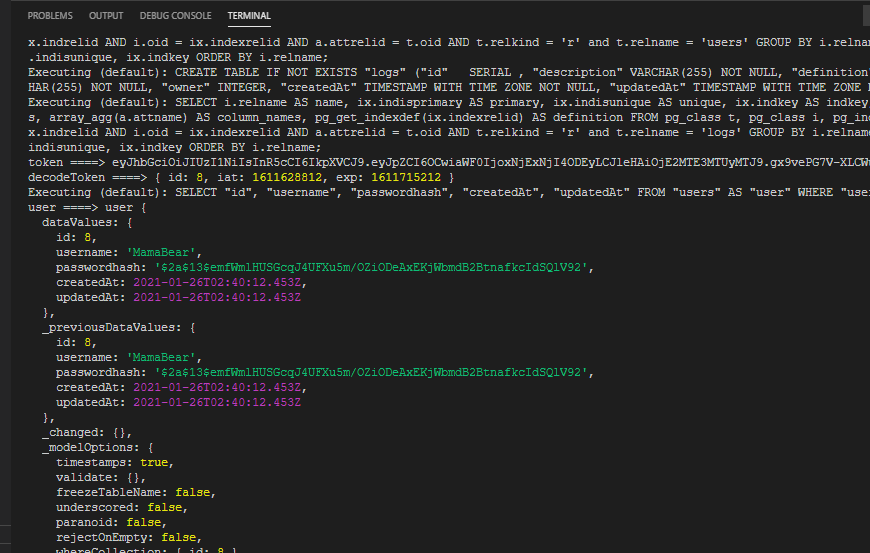 PROBLEMS OUTPUT DEBUG CONSOLE TERMINAL
x.indrelid AND i.oid = ix.indexrelid AND a.attrelid = t.oid AND t.relkind = 'r' and t.relname = 'users' GROUP BY i.relnam
.indisunique, ix.indkey ORDER BY i.relname;
Executing (default): CREATE TABLE IF NOT EXISTS "logs" ("id" SERIAL , "description" VARCHAR(255) NOT NULL, "definition"
HAR(255) NOT NULL, "owner" INTEGER, "createdAt" TIMESTAMP WITH TIME ZONE NOT NULL, "updatedAt" TIMESTAMP WITH TIME ZONE
Executing (default): SELECT i.relname AS name, ix.indisprimary AS primary, ix.indisunique AS unique, ix.indkey AS indkey,
s, array_agg(a.attname) AS column_names, pg_get_indexdef(ix.indexrelid) AS definition FROM pg_class t, pg_class i, pg_ind
x.indrelid AND i.oid = ix.indexrelid AND a.attrelid = t.oid AND t.relkind = 'r' and t.relname = 'logs' GROUP BY i.relname
indisunique, ix.indkey ORDER BY i.relname;
token ====> eyJhbGciOiJIUzI1NiIsInR5cCI6IkpXVCJ9.eyJpZCI6OCwiaWF0IjoxNjExNjI4ODEyLCJleHAiOjE2MTE3MTUyMTJ9.gx9vePG7V-XLCW
decodeToken ====> { id: 8, iat: 1611628812, exp: 1611715212 }
Executing (default): SELECT "id", "username", "passwordhash", "createdAt", "updatedAt" FROM "users" AS "user" WHERE "use
user ====> user {
dataValues: {
id: 8,
username: 'MamaBear',
passwordhash: '$2a$13$emfWmlHUSGcqJ4UFXu5m/OZiODeAxEKjWbmdB2BtnafkcIdSQlV92',
createdAt: 2021-01-26T02:40:12.453Z,
updatedAt: 2021-01-26T02:40:12.453Z
},
_previousDataValues: {
id: 8,
username: 'MamaBear',
passwordhash: '$2a$13$emfWmlHUSGcqJ4UFXu5m/OZiODeAxEKjWbmdB2BtnafkcIdSQlV92',
createdAt: 2021-01-26T02:40:12.453Z,
updatedAt: 2021-01-26T02:40:12.453Z
},
_changed: {},
_modelOptions: {
timestamps: true,
validate: {},
freezeTableName: false,
underscored: false,
paranoid: false,
rejectOnEmpty: false,
whereCollection: { id: 8 }